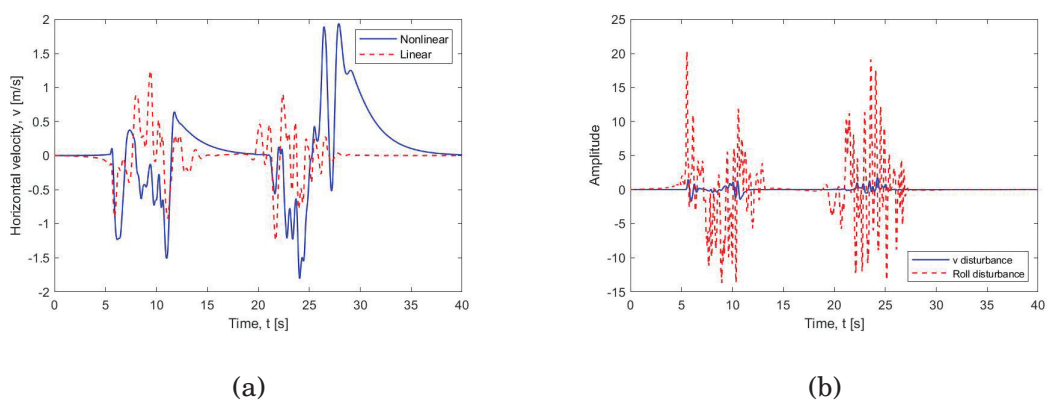 2
1.5
1
0.5
0
-0.5
-1
-1.5
-2
Horizontal velocity, v [m/s]
Nonlinear
Linear
0 5 10 15 20 25 30 35 40
Time, t [s]
(a)
25
20
15
10
5
0
-5
-10
-15
Amplitude
v disturbance
Roll disturbance
0 5 10 15 20 25 30 35 40
Time, t [s]
(b)